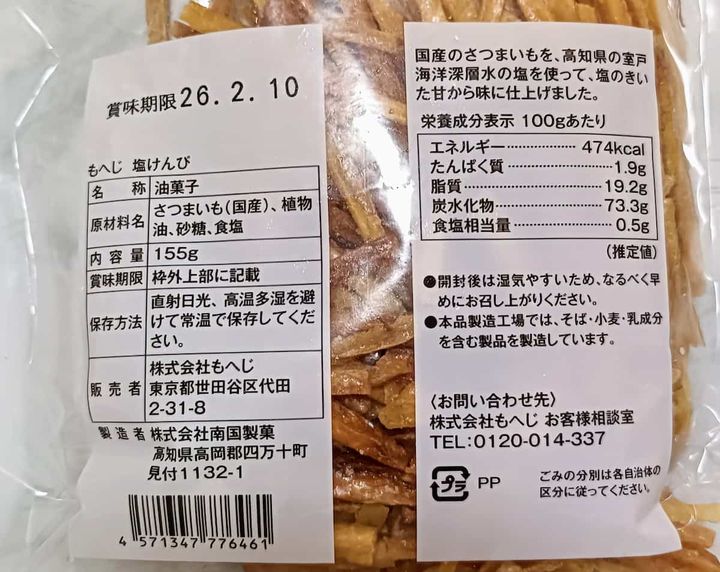 賞味期限 26.2.10
もへじ 塩けんぴ
名 称 油菓子
原材料名 さつまいも(国産)、植物
油、砂糖、食塩
内容量 155g
賞味期限 枠外上部に記載
保存方法 直射日光、高温多湿を避
けて常温で保存してくだ
さい。
販売者 株式会社もへじ
東京都世田谷区代田
2-31-8
製造者 株式会社南国製菓
高知県高岡郡四万十町
見付1132-1
4 571347 776461
国産のさつまいもを、高知県の室戸
海洋深層水の塩を使って、塩のきい
た甘から味に仕上げました。
栄養成分表示 100gあたり
エネルギー 474kcal
たんぱく質 1.9g
脂質 19.2g
炭水化物 73.3g
食塩相当量 0.5g
(推定値)
●開封後は湿気やすいため、なるべく早
めにお召し上がりください。
●本品製造工場では、そば・小麦・乳成分
を含む製品を製造しています。
〈お問い合わせ先〉
株式会社もへじ お客様相談室
TEL:0120-014-337
プラ PP
ごみの分別は各自治体の
区分に従ってください。